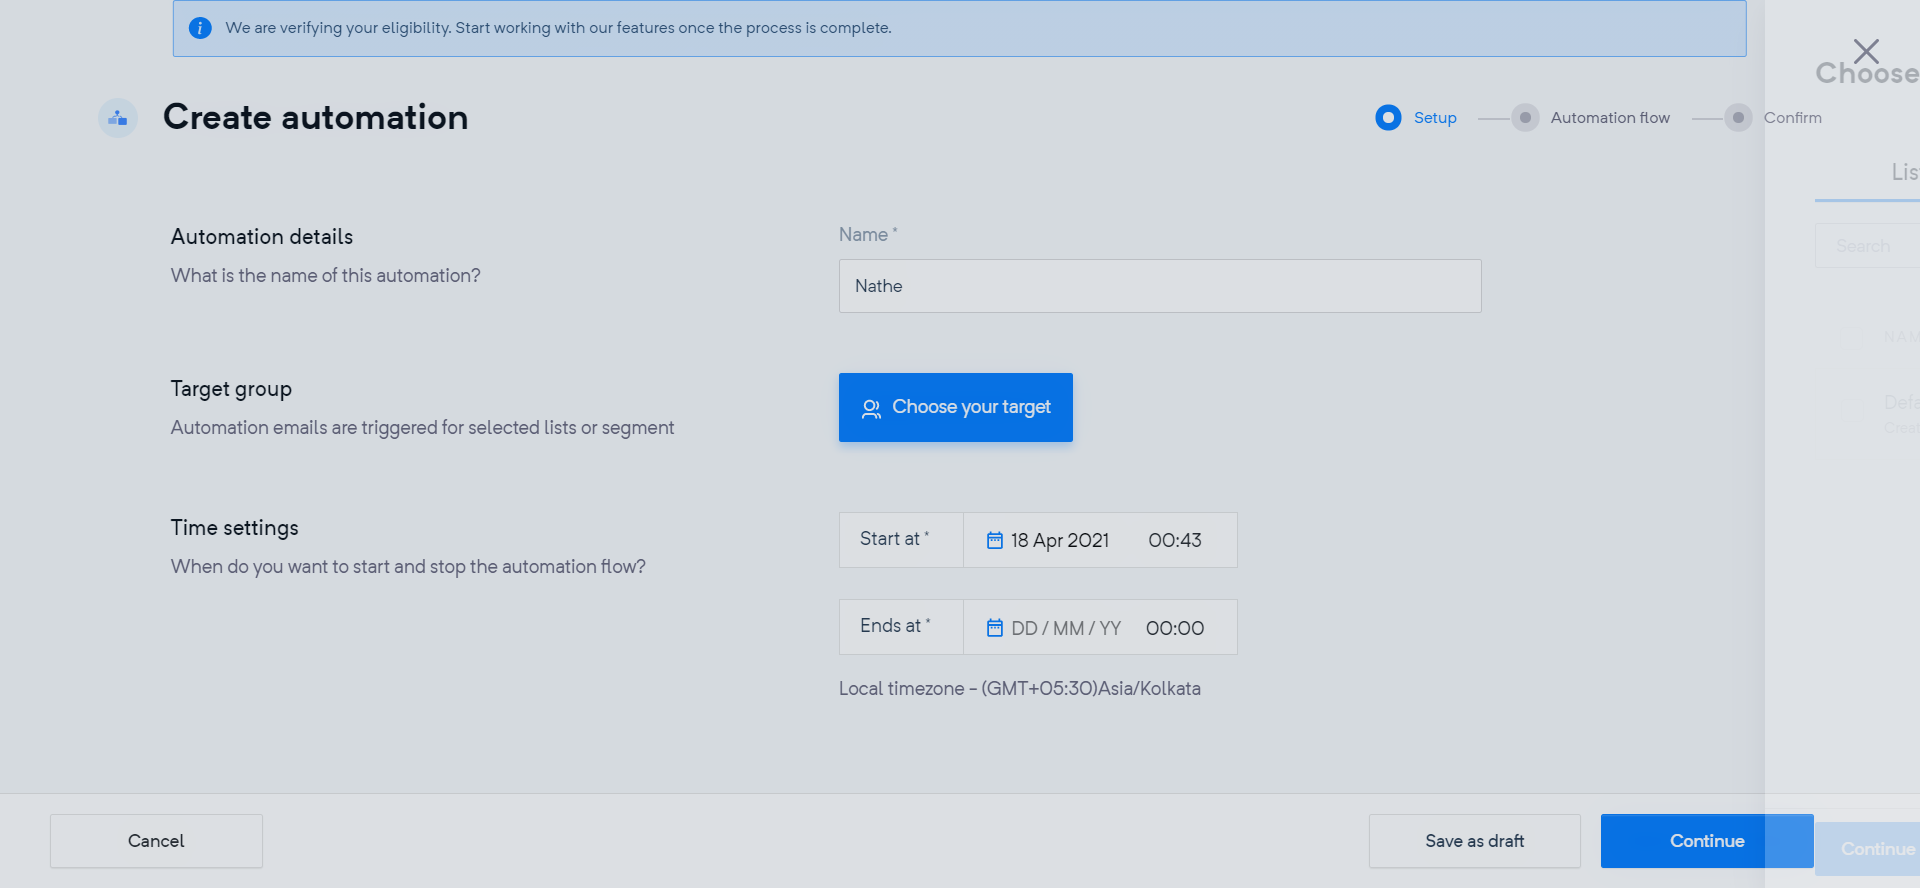 We are verifying your eligibility. Start working with our features once the process is complete.
Choose
Create automation
Setup
Automation flow
Confirm
Automation details
What is the name of this automation?
Name *
Nathe
Search
Target group
Automation emails are triggered for selected lists or segment
Choose your target
Time settings
When do you want to start and stop the automation flow?
Start at *
18 Apr 2021
00:43
Ends at *
DD / MM / YY
00:00
Local timezone - (GMT+05:30)Asia/Kolkata
Cancel
Save as draft
Continue
Continue